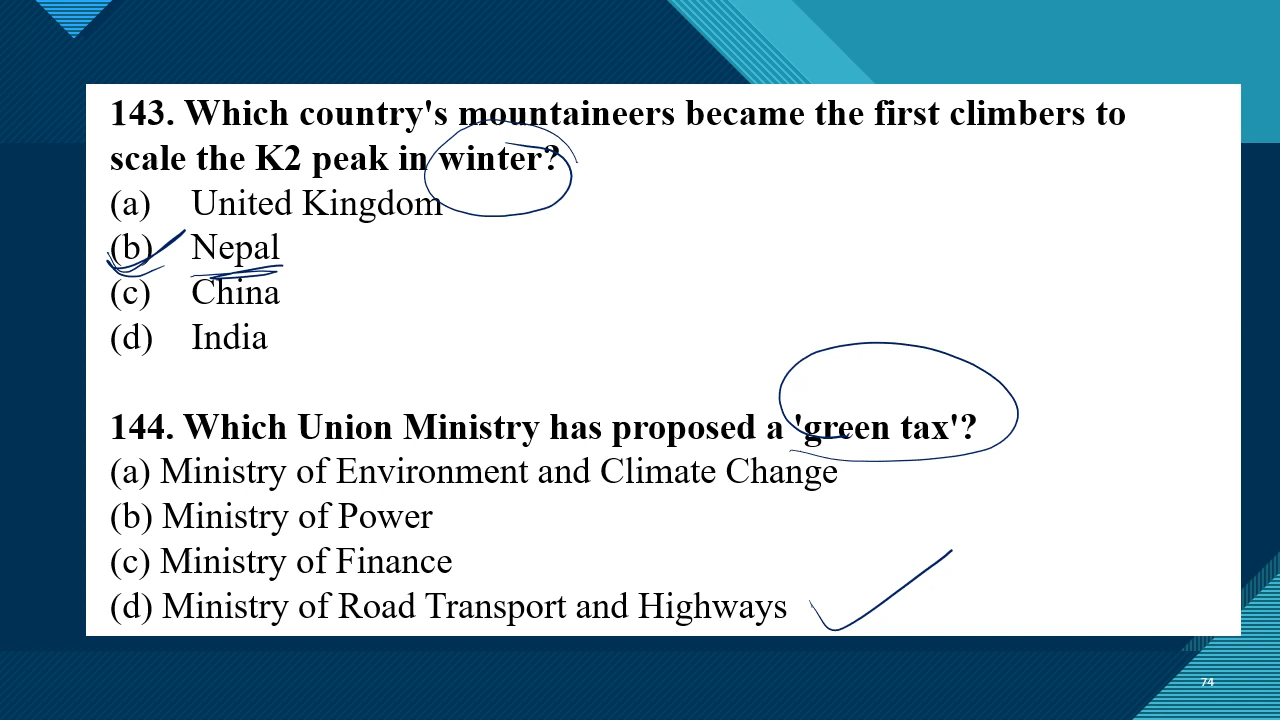 143. Which country's mountaineers became the first climbers to
scale the K2 peak in winter?
(a) United Kingdom
(b) Nepal
(c) China
(d) India
144. Which Union Ministry has proposed a 'green tax'?
(a) Ministry of Environment and Climate Change
(b) Ministry of Power
(c) Ministry of Finance
(d) Ministry of Road Transport and Highways
74